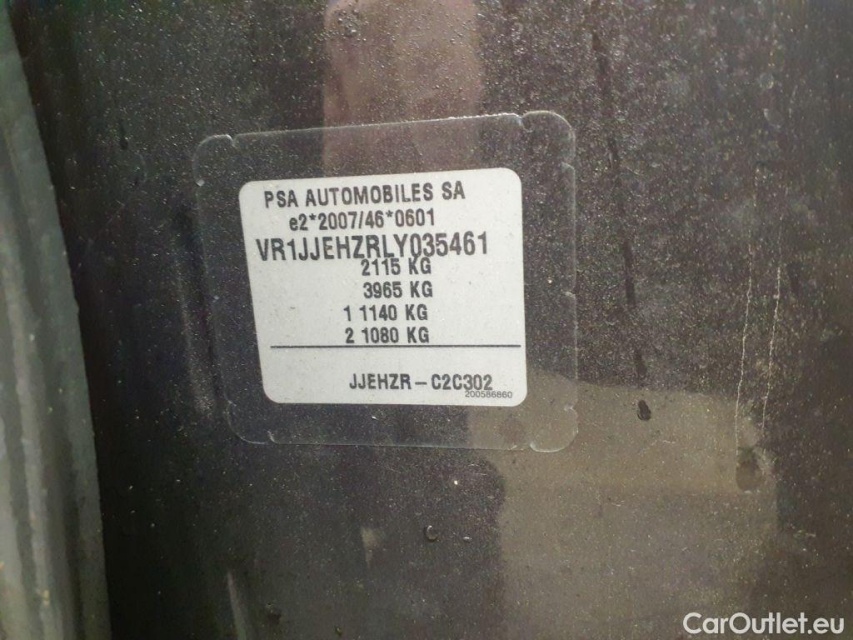 PSA AUTOMOBILES SA
e2*2007/46*0601
VR1JJEHZRLY035461
2115 KG
3965 KG
1 1140 KG
2 1080 KG
JJEHZR – C2C302
200586860
CarOutlet.eu